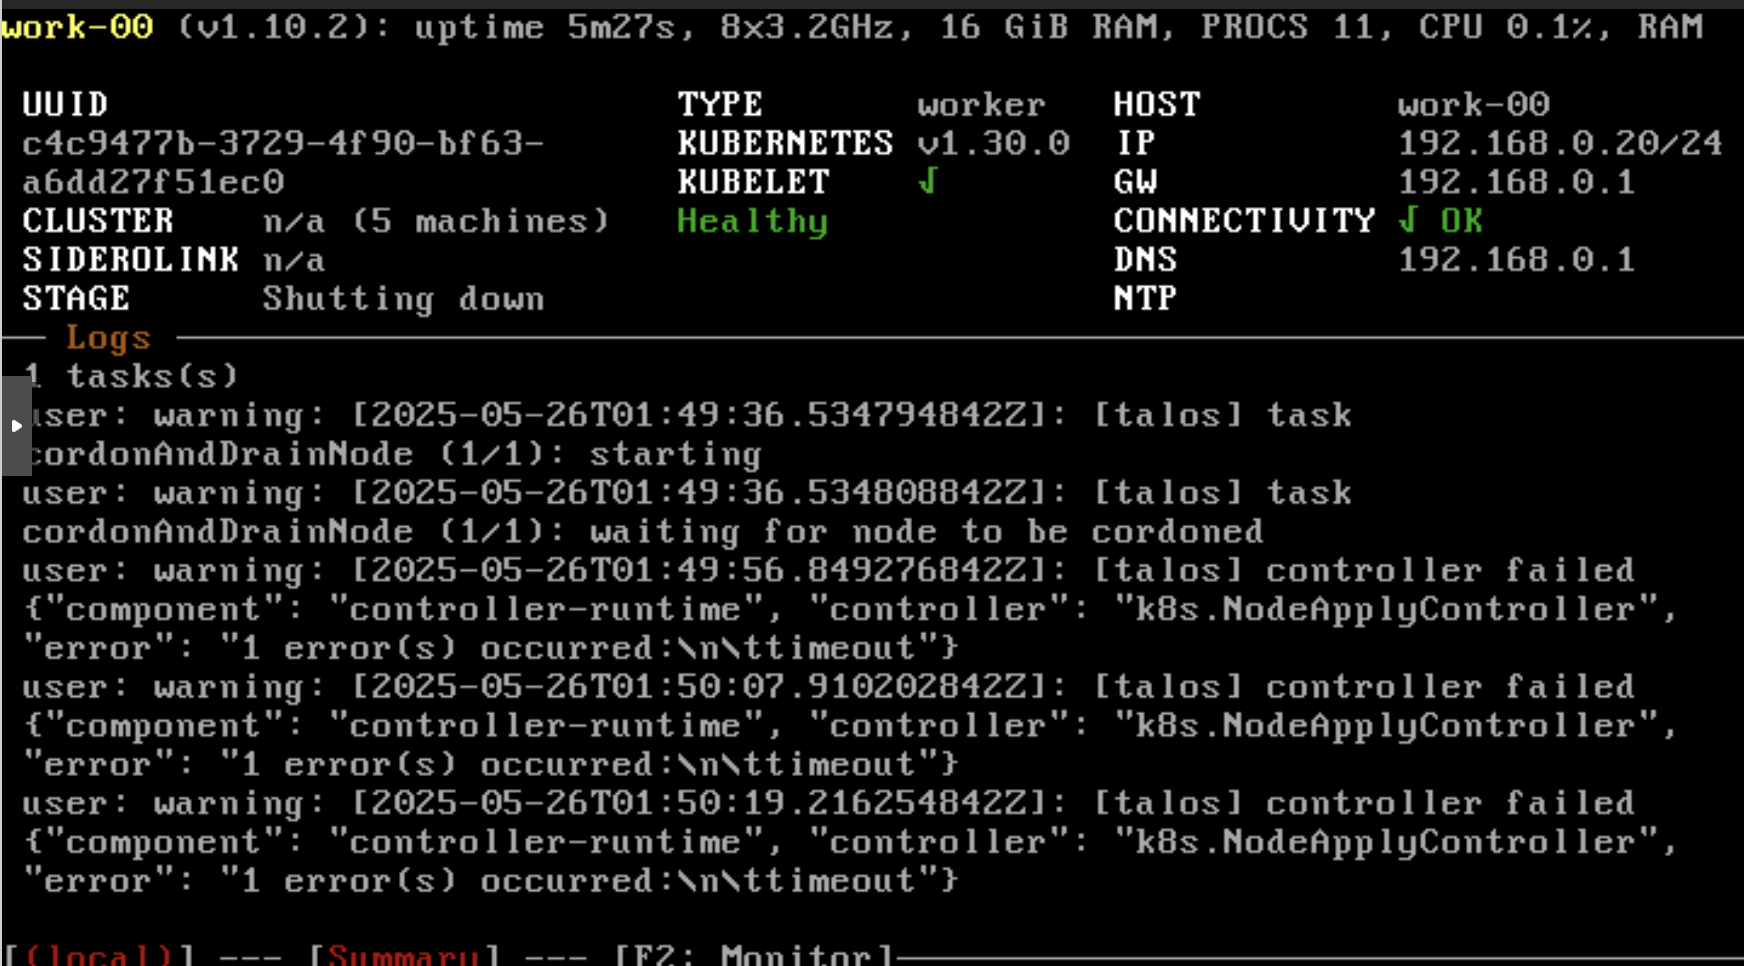 work-00 (v1.10.2): uptime 5m27s, 8x3.2GHz, 16 GiB RAM, PROCS 11, CPU 0.1%, RAM
UUID TYPE worker HOST work-00
c4c9477b-3729-4f90-bf63- KUBERNETES v1.30.0 IP 192.168.0.20/24
a6dd27f51ec0 KUBELET √ GW 192.168.0.1
CLUSTER n/a (5 machines) Healthy CONNECTIVITY √ OK
SIDEROLINK n/a DNS 192.168.0.1
STAGE Shutting down NTP
Logs
1 tasks(s)
user: warning: [2025-05-26T01:49:36.534794842Z]: [talos] task
cordonAndDrainNode (1/1): starting
user: warning: [2025-05-26T01:49:36.534808842Z]: [talos] task
cordonAndDrainNode (1/1): waiting for node to be cordoned
user: warning: [2025-05-26T01:49:56.849276842Z]: [talos] controller failed
{"component": "controller-runtime", "controller": "k8s.NodeApplyController",
"error": "1 error(s) occurred:\n\ttimeout"}
user: warning: [2025-05-26T01:50:07.910202842Z]: [talos] controller failed
{"component": "controller-runtime", "controller": "k8s.NodeApplyController",
"error": "1 error(s) occurred:\n\ttimeout"}
user: warning: [2025-05-26T01:50:19.216254842Z]: [talos] controller failed
{"component": "controller-runtime", "controller": "k8s.NodeApplyController",
"error": "1 error(s) occurred:\n\ttimeout"}
[(local)] --- [Summary] --- [F2: Monitor]